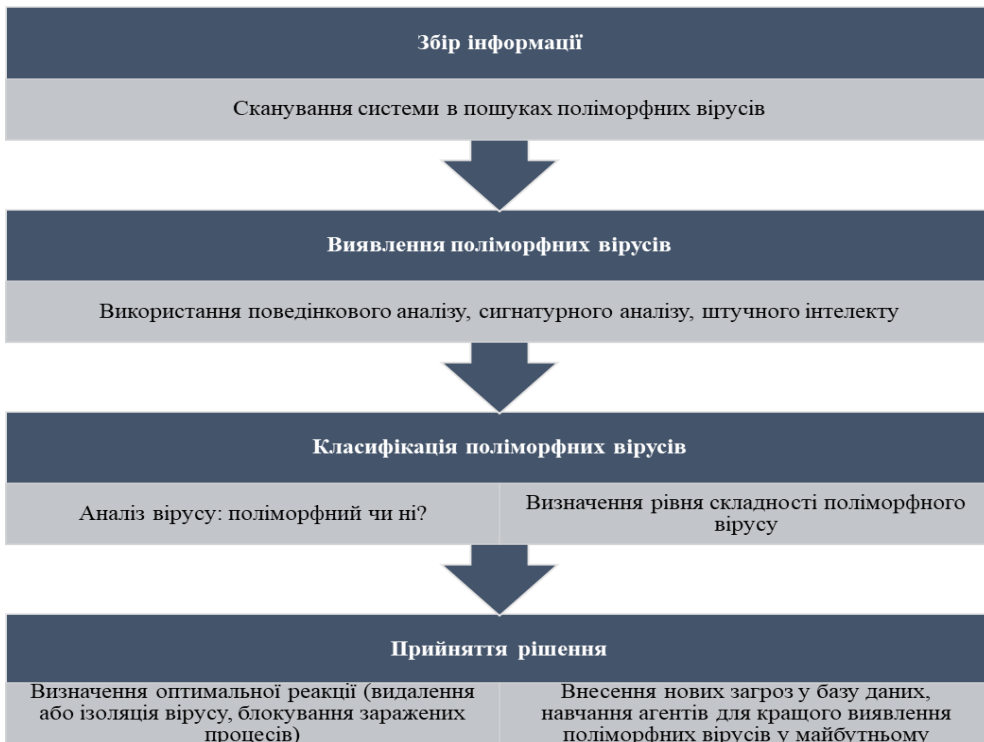 Збір інформації
Сканування системи в пошуках поліморфних вірусів
Виявлення поліморфних вірусів
Використання поведінкового аналізу, сигнатурного аналізу, штучного інтелекту
Класифікація поліморфних вірусів
Аналіз вірусу: поліморфний чи ні?
Визначення рівня складності поліморфного
вірусу
Прийняття рішення
Визначення оптимальної реакції (видалення
або ізоляція вірусу, блокування заражених
процесів)
Внесення нових загроз у базу даних,
навчання агентів для кращого виявлення
поліморфних вірусів у майбутньому